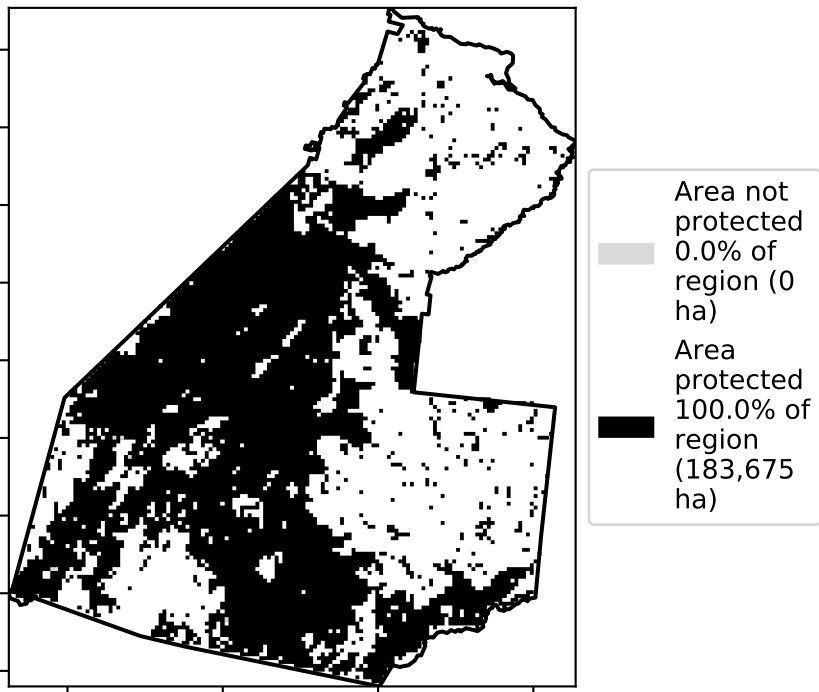 Area not
protected
0.0% of
region (0
ha)
Area
protected
100.0% of
region
(183,675
ha)